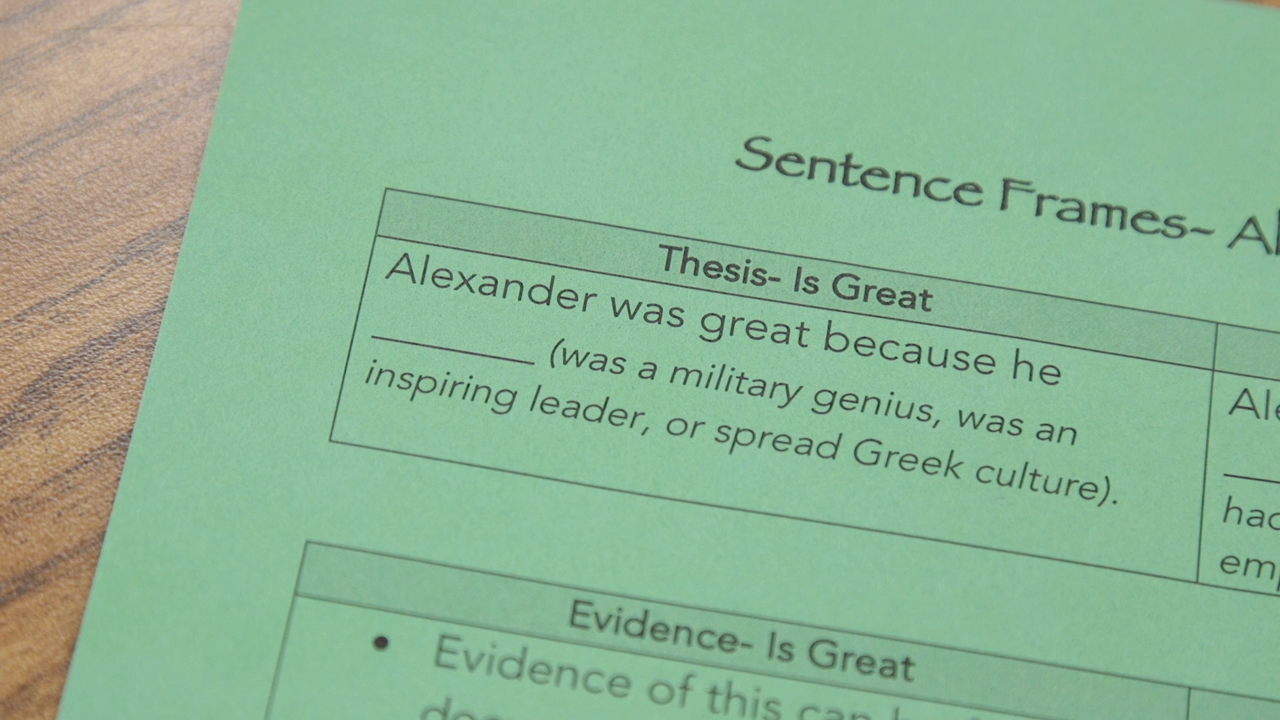 Sentence Frames-
Thesis- Is Great
Alexander was great because he
__________ (was a military genius, was an
inspiring leader, or spread Greek culture).
Evidence- Is Great
• Evidence of this can